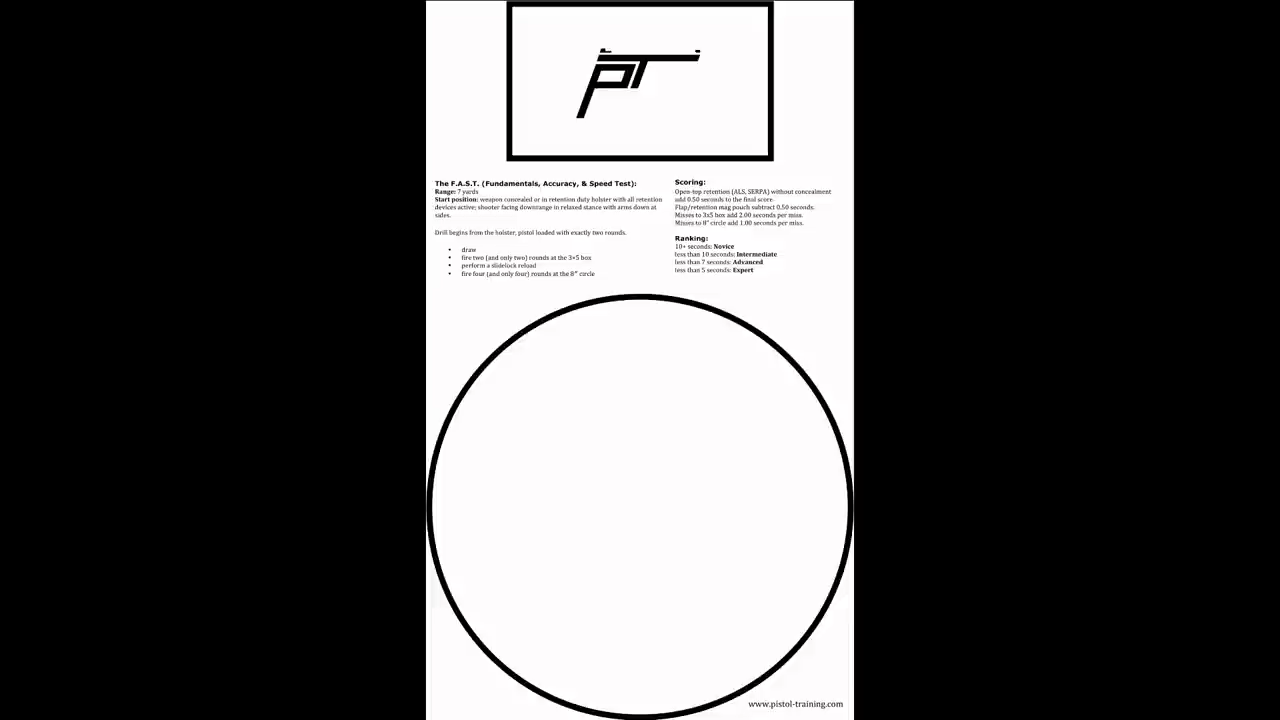 PT
The F.A.S.T. (Fundamentals, Accuracy, & Speed Test):
Range: 7 yards
Start position: weapon concealed or in retention duty holster with all retention
devices active; shooter facing downrange in relaxed stance with arms down at
sides.
Drill begins from the holster, pistol loaded with exactly two rounds.
• draw
• fire two (and only two) rounds at the 3×5 box
• perform a slidelock reload
• fire four (and only four) rounds at the 8" circle
Scoring:
Open-top retention (ALS, SERPA) without concealment
add 0.50 seconds to the final score.
Flap/retention mag pouch subtract 0.50 seconds.
Misses to 3x5 box add 2.00 seconds per miss.
Misses to 8" circle add 1.00 seconds per miss.
Ranking:
10+ seconds: Novice
less than 10 seconds: Intermediate
less than 7 seconds: Advanced
less than 5 seconds: Expert
www.pistol-training.com